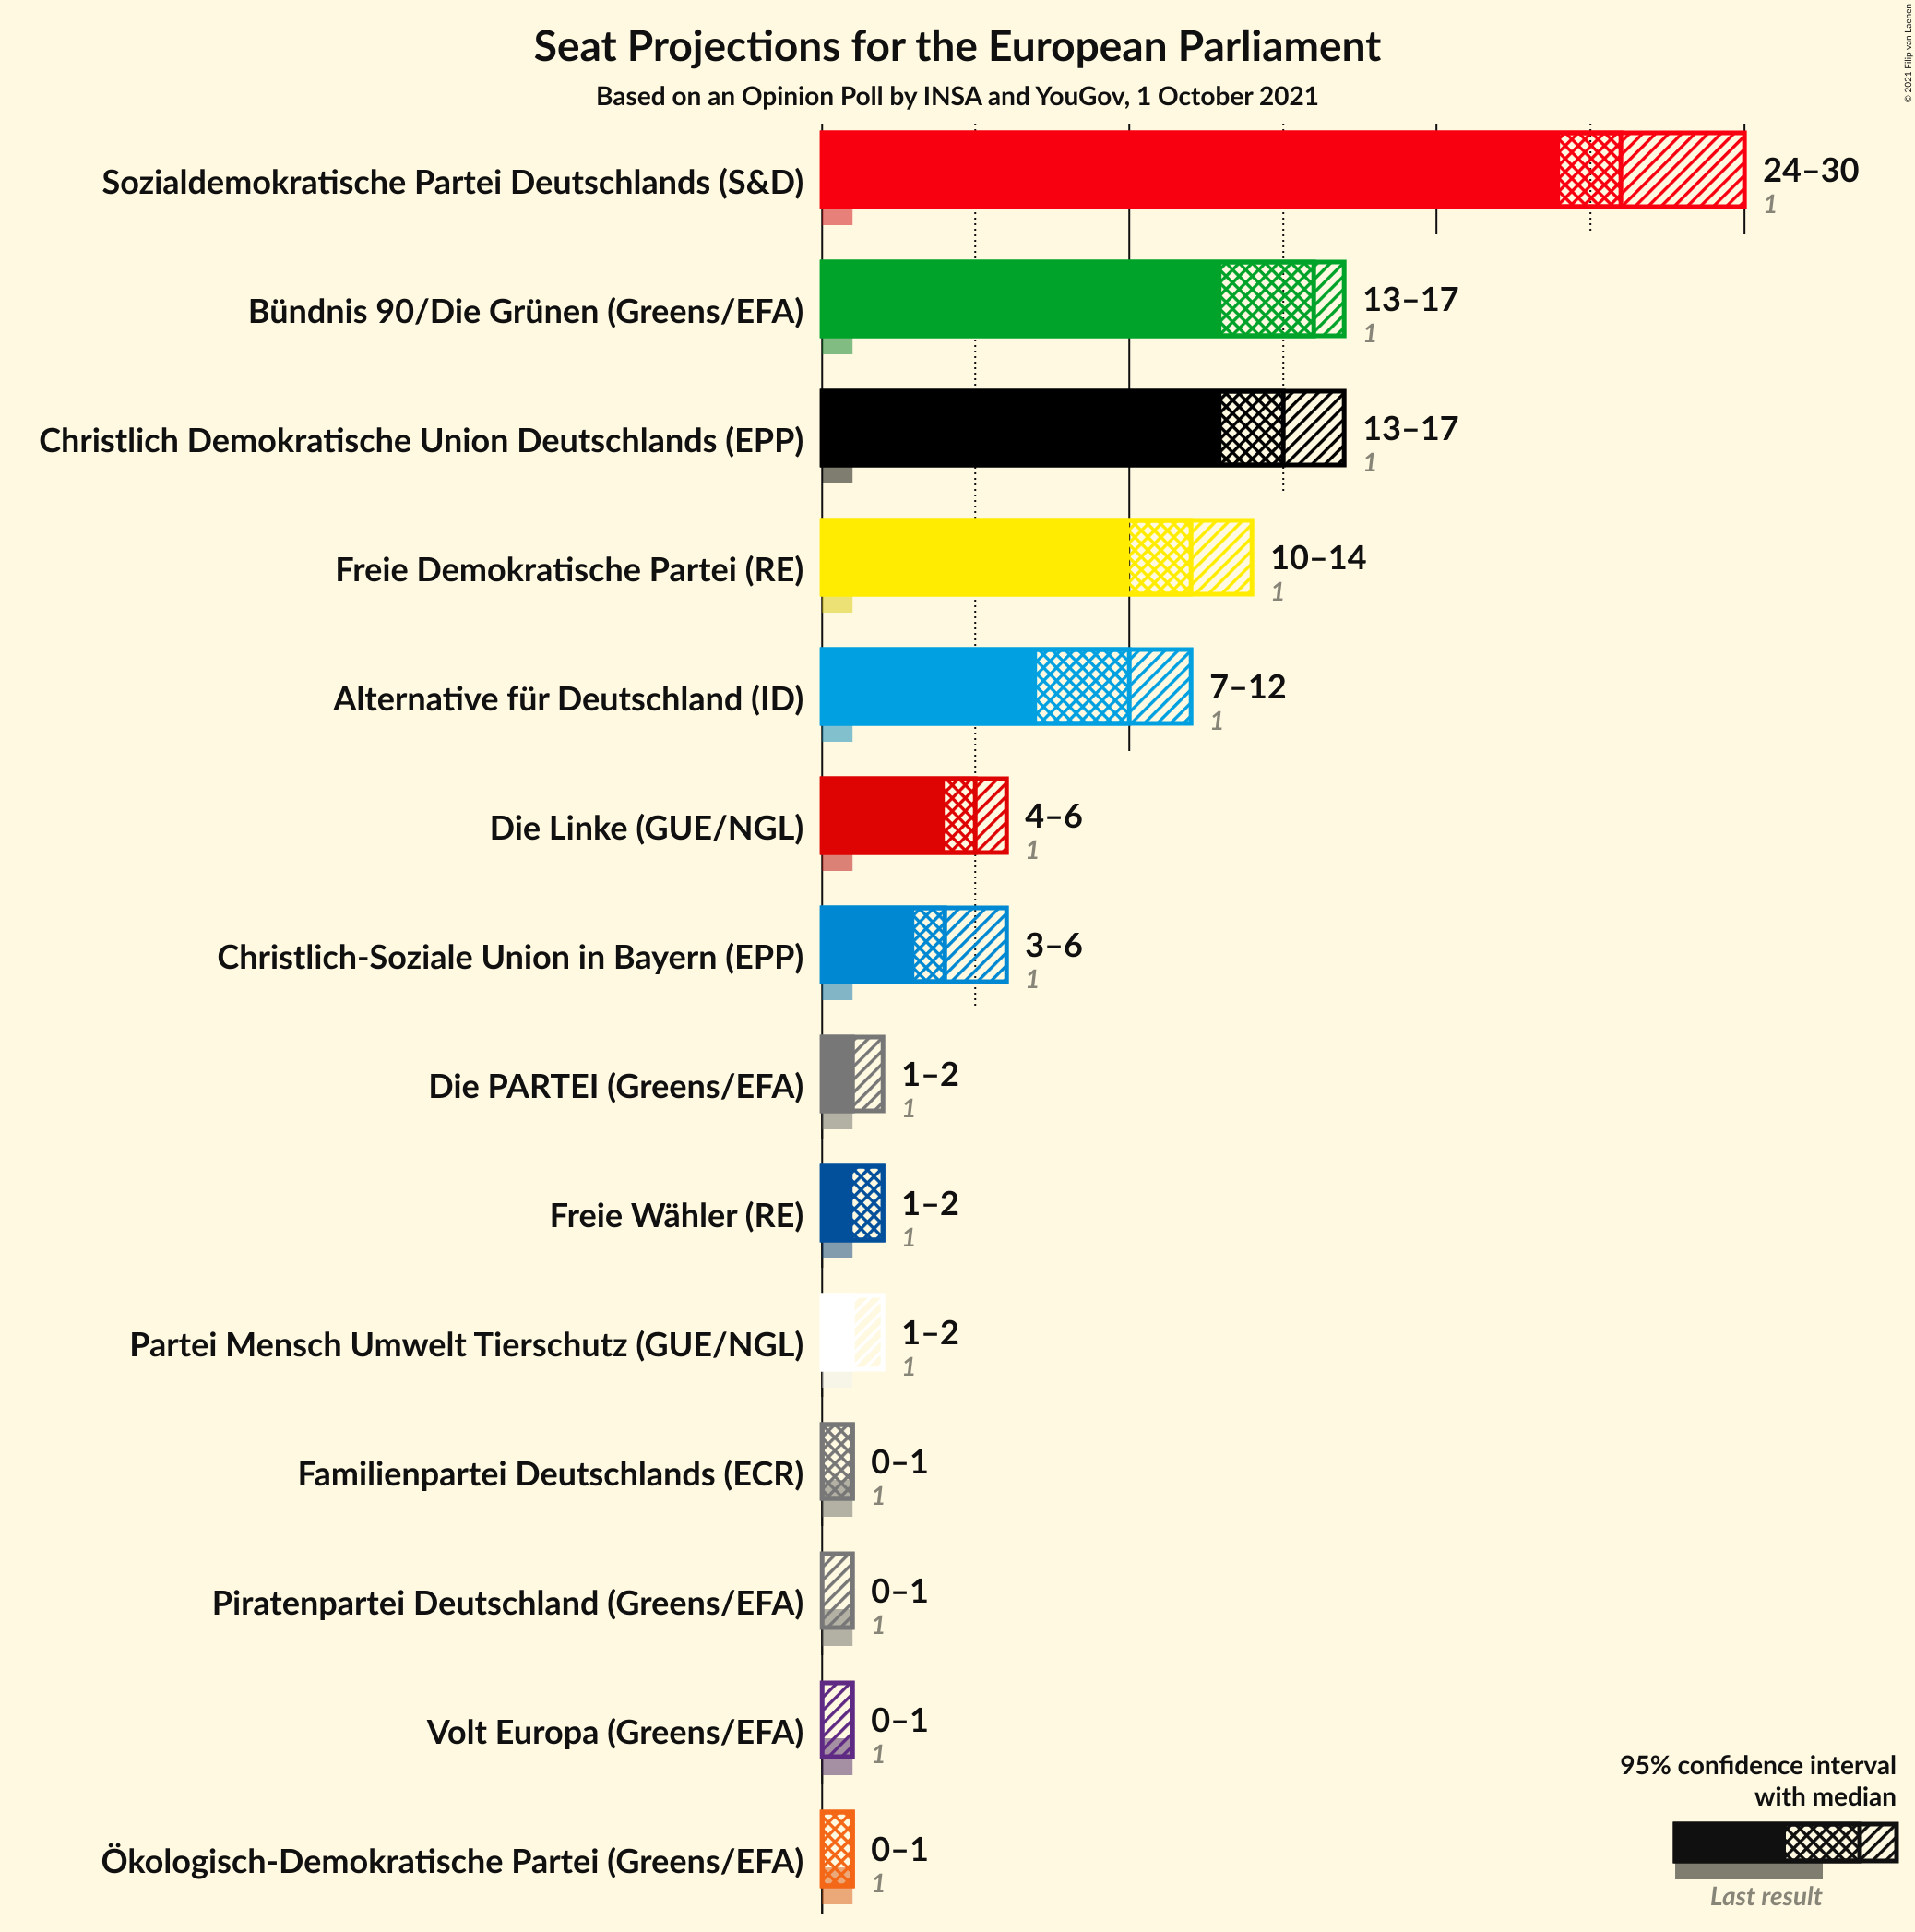 Seat Projections for the European Parliament
Based on an Opinion Poll by INSA and YouGov, 1 October 2021
© 2021 Filip van Laenen
Sozialdemokratische Partei Deutschlands (S&D)
24–30
1
Bündnis 90/Die Grünen (Greens/EFA)
13–17
1
Christlich Demokratische Union Deutschlands (EPP)
13–17
1
Freie Demokratische Partei (RE)
10–14
1
Alternative für Deutschland (ID)
7–12
1
Die Linke (GUE/NGL)
4–6
1
Christlich-Soziale Union in Bayern (EPP)
3–6
1
Die PARTEI (Greens/EFA)
1–2
1
Freie Wähler (RE)
1–2
1
Partei Mensch Umwelt Tierschutz (GUE/NGL)
1–2
1
Familienpartei Deutschlands (ECR)
0–1
1
Piratenpartei Deutschland (Greens/EFA)
0–1
1
Volt Europa (Greens/EFA)
0–1
1
Ökologisch-Demokratische Partei (Greens/EFA)
0–1
1
95% confidence interval
with median
Last result